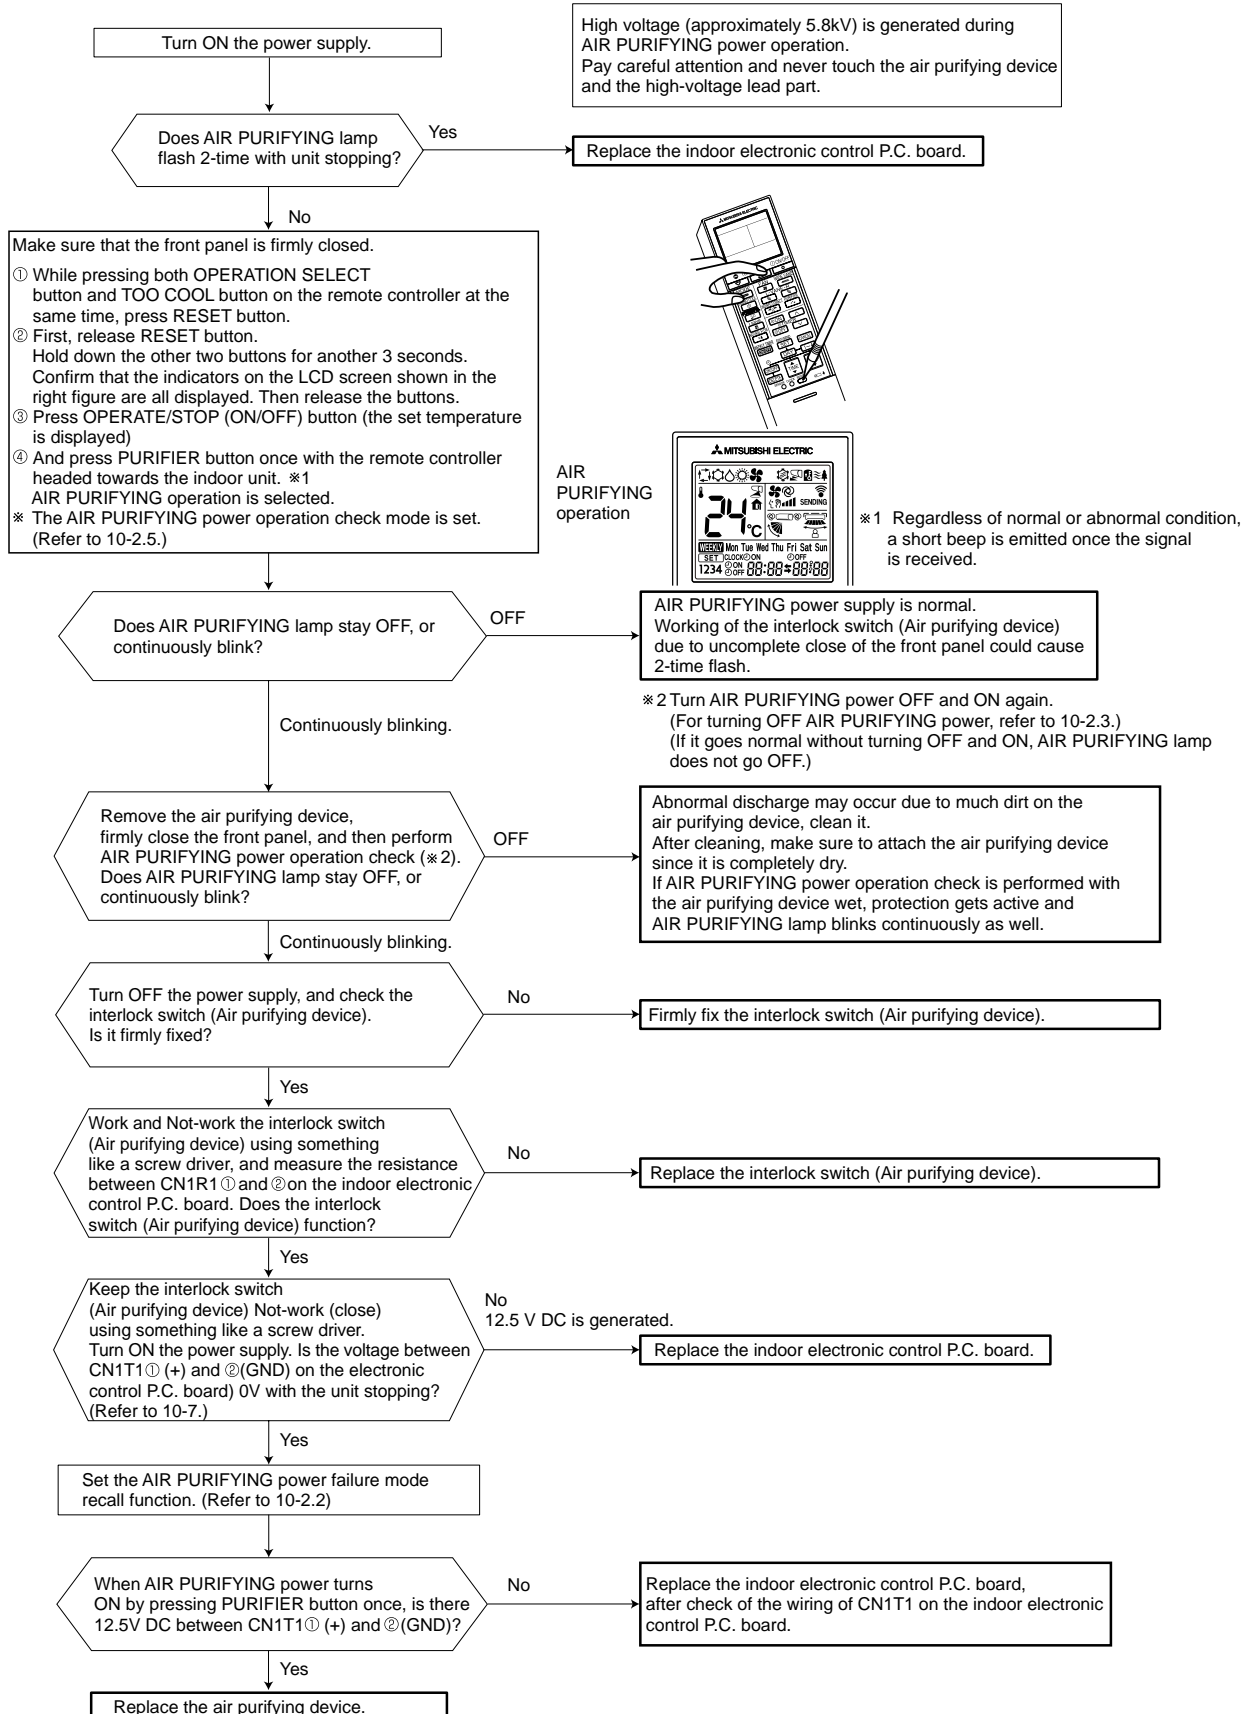 Turn ON the power supply.
High voltage (approximately 5.8kV) is generated during
AIR PURIFYING power operation.
Pay careful attention and never touch the air purifying device
and the high-voltage lead part.
Does AIR PURIFYING lamp
flash 2-time with unit stopping?
Yes
Replace the indoor electronic control P.C. board.
No
Make sure that the front panel is firmly closed.
① While pressing both OPERATION SELECT
button and TOO COOL button on the remote controller at the
same time, press RESET button.
② First, release RESET button.
Hold down the other two buttons for another 3 seconds.
Confirm that the indicators on the LCD screen shown in the
right figure are all displayed. Then release the buttons.
③ Press OPERATE/STOP (ON/OFF) button (the set temperature
is displayed)
④ And press PURIFIER button once with the remote controller
headed towards the indoor unit. ※1
AIR PURIFYING operation is selected.
※ The AIR PURIFYING power operation check mode is set.
(Refer to 10-2.5.)
MITSUBISHI ELECTRIC
AIR
PURIFYING
operation
MITSUBISHI ELECTRIC
24°C
SENDING
WEEKLY Mon Tue Wed Thu Fri Sat Sun
SET CLOCK ON OFF
1234 ON OFF 88:88 88:88
※1 Regardless of normal or abnormal condition,
a short beep is emitted once the signal
is received.
Does AIR PURIFYING lamp stay OFF, or
continuously blink?
OFF
AIR PURIFYING power supply is normal.
Working of the interlock switch (Air purifying device)
due to uncomplete close of the front panel could cause
2-time flash.
※2 Turn AIR PURIFYING power OFF and ON again.
(For turning OFF AIR PURIFYING power, refer to 10-2.3.)
(If it goes normal without turning OFF and ON, AIR PURIFYING lamp
does not go OFF.)
Continuously blinking.
Remove the air purifying device,
firmly close the front panel, and then perform
AIR PURIFYING power operation check (※2).
Does AIR PURIFYING lamp stay OFF, or
continuously blink?
OFF
Abnormal discharge may occur due to much dirt on the
air purifying device, clean it.
After cleaning, make sure to attach the air purifying device
since it is completely dry.
If AIR PURIFYING power operation check is performed with
the air purifying device wet, protection gets active and
AIR PURIFYING lamp blinks continuously as well.
Continuously blinking.
Turn OFF the power supply, and check the
interlock switch (Air purifying device).
Is it firmly fixed?
No
Firmly fix the interlock switch (Air purifying device).
Yes
Work and Not-work the interlock switch
(Air purifying device) using something
like a screw driver, and measure the resistance
between CN1R1 ① and ② on the indoor electronic
control P.C. board. Does the interlock
switch (Air purifying device) function?
No
Replace the interlock switch (Air purifying device).
Yes
Keep the interlock switch
(Air purifying device) Not-work (close)
using something like a screw driver.
Turn ON the power supply. Is the voltage between
CN1T1① (+) and ②(GND) on the electronic
control P.C. board) 0V with the unit stopping?
(Refer to 10-7.)
No
12.5 V DC is generated.
Replace the indoor electronic control P.C. board.
Yes
Set the AIR PURIFYING power failure mode
recall function. (Refer to 10-2.2)
When AIR PURIFYING power turns
ON by pressing PURIFIER button once, is there
12.5V DC between CN1T1① (+) and ②(GND)?
No
Replace the indoor electronic control P.C. board,
after check of the wiring of CN1T1 on the indoor electronic
control P.C. board.
Yes
Replace the air purifying device.